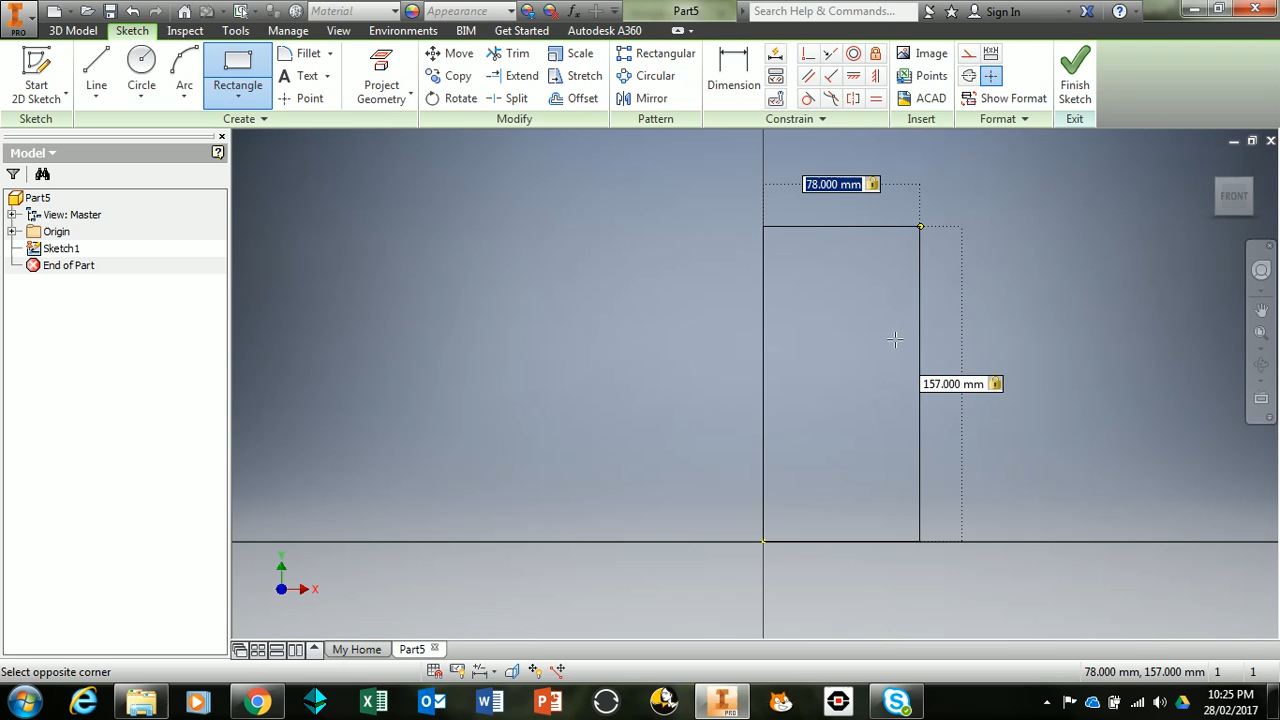 PRO
Material
Appearance
fx
Part5
Search Help & Commands...
Sign In
3D Model
Sketch
Inspect
Tools
Manage
View
Environments
BIM
Get Started
Autodesk A360
Start
2D Sketch
Line
Circle
Arc
Rectangle
Fillet
Text
Point
Project
Geometry
Move
Copy
Rotate
Trim
Extend
Split
Scale
Stretch
Offset
Rectangular
Circular
Mirror
Dimension
Image
Points
ACAD
Show Format
Finish
Sketch
Sketch
Create
Modify
Pattern
Constrain
Insert
Format
Exit
Model
Part5
View: Master
Origin
Sketch1
End of Part
78.000 mm
157.000 mm
FRONT
Y
X
My Home
Part5
Select opposite corner
78.000 mm, 157.000 mm
1
1
10:25 PM
28/02/2017